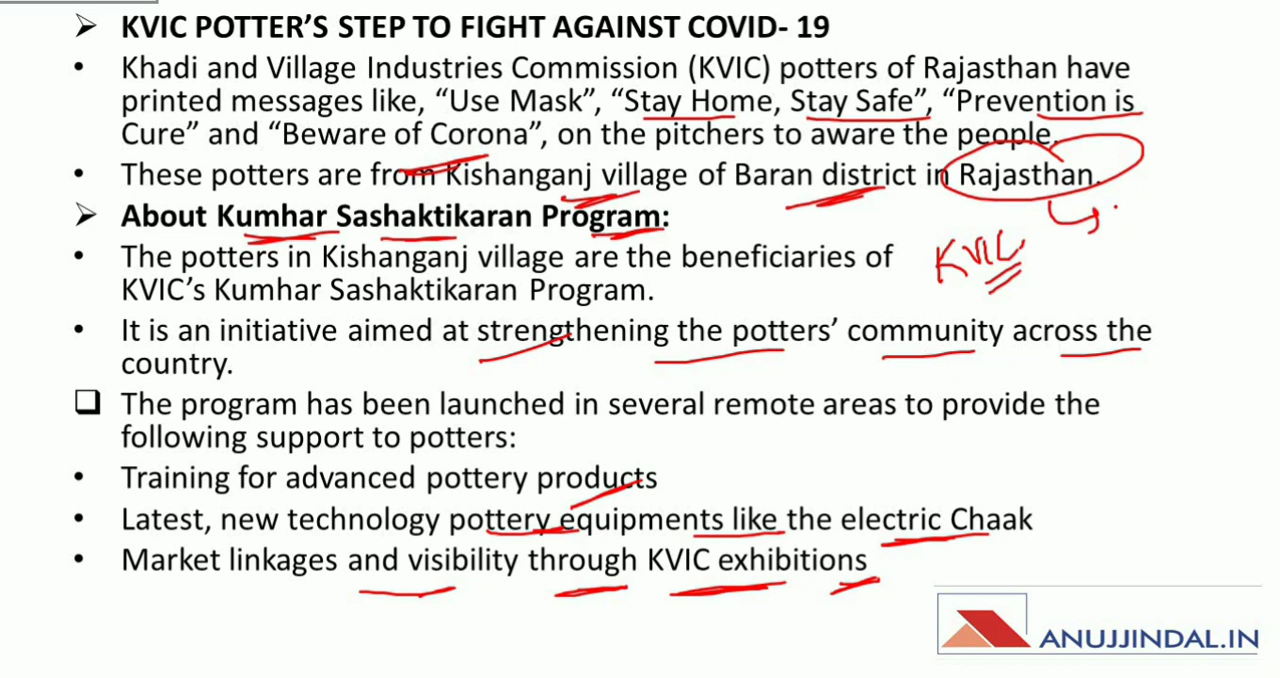 ➤ KVIC POTTER’S STEP TO FIGHT AGAINST COVID- 19
• Khadi and Village Industries Commission (KVIC) potters of Rajasthan have
printed messages like, “Use Mask”, “Stay Home, Stay Safe”, “Prevention is
Cure” and “Beware of Corona”, on the pitchers to aware the people.
• These potters are from Kishanganj village of Baran district in Rajasthan.
➤ About Kumhar Sashaktikaran Program:
• The potters in Kishanganj village are the beneficiaries of
KVIC’s Kumhar Sashaktikaran Program.
KVIC
• It is an initiative aimed at strengthening the potters’ community across the
country.
❑ The program has been launched in several remote areas to provide the
following support to potters:
• Training for advanced pottery products
• Latest, new technology pottery equipments like the electric Chaak
• Market linkages and visibility through KVIC exhibitions
ANUJJINDAL.IN